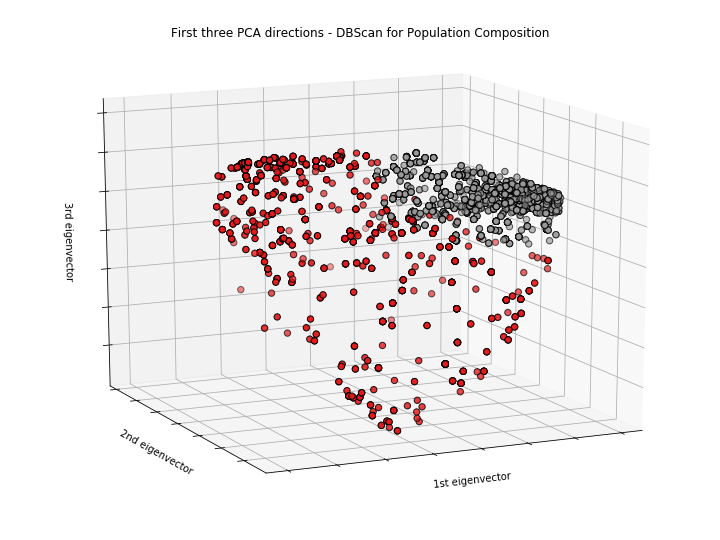 First three PCA directions - DBScan for Population Composition
3rd eigenvector
2nd eigenvector
1st eigenvector